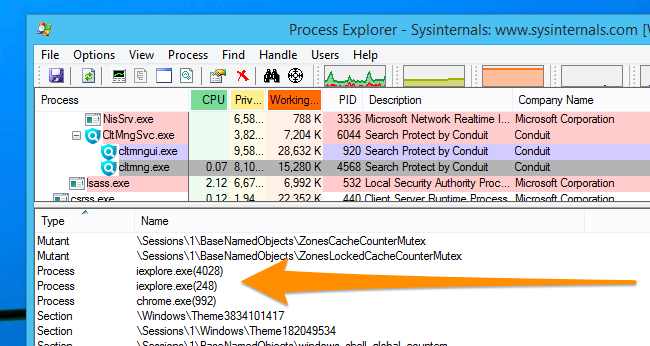 Process Explorer - Sysinternals: www.sysinternals.com [
File Options View Process Find Handle Users Help
Process CPU Priv... Working... PID Description Company Name
NisSrv.exe 6,58... 788 K 3336 Microsoft Network Realtime I... Microsoft Corporation
CltMngSvc.exe 3,82... 7,204 K 6044 Search Protect by Conduit Conduit
cltmngui.exe 9,58... 28,632 K 920 Search Protect by Conduit Conduit
cltmng.exe 0.07 8,10... 15,280 K 4568 Search Protect by Conduit Conduit
lsass.exe 2.12 6,67... 6,992 K 532 Local Security Authority Proc... Microsoft Corporation
csrss.exe 0.12 1,94... 22,352 K 440 Client Server Runtime Process Microsoft Corporation
Type Name
Mutant \Sessions\1\BaseNamedObjects\ZonesCacheCounterMutex
Mutant \Sessions\1\BaseNamedObjects\ZonesLockedCacheCounterMutex
Process iexplore.exe(4028)
Process iexplore.exe(248)
Process chrome.exe(992)
Section \Windows\Theme3834101417
Section \Sessions\1\Windows\Theme182049534
Section \Sessions\1\BaseNamedObjects\windows_shell_global_counters